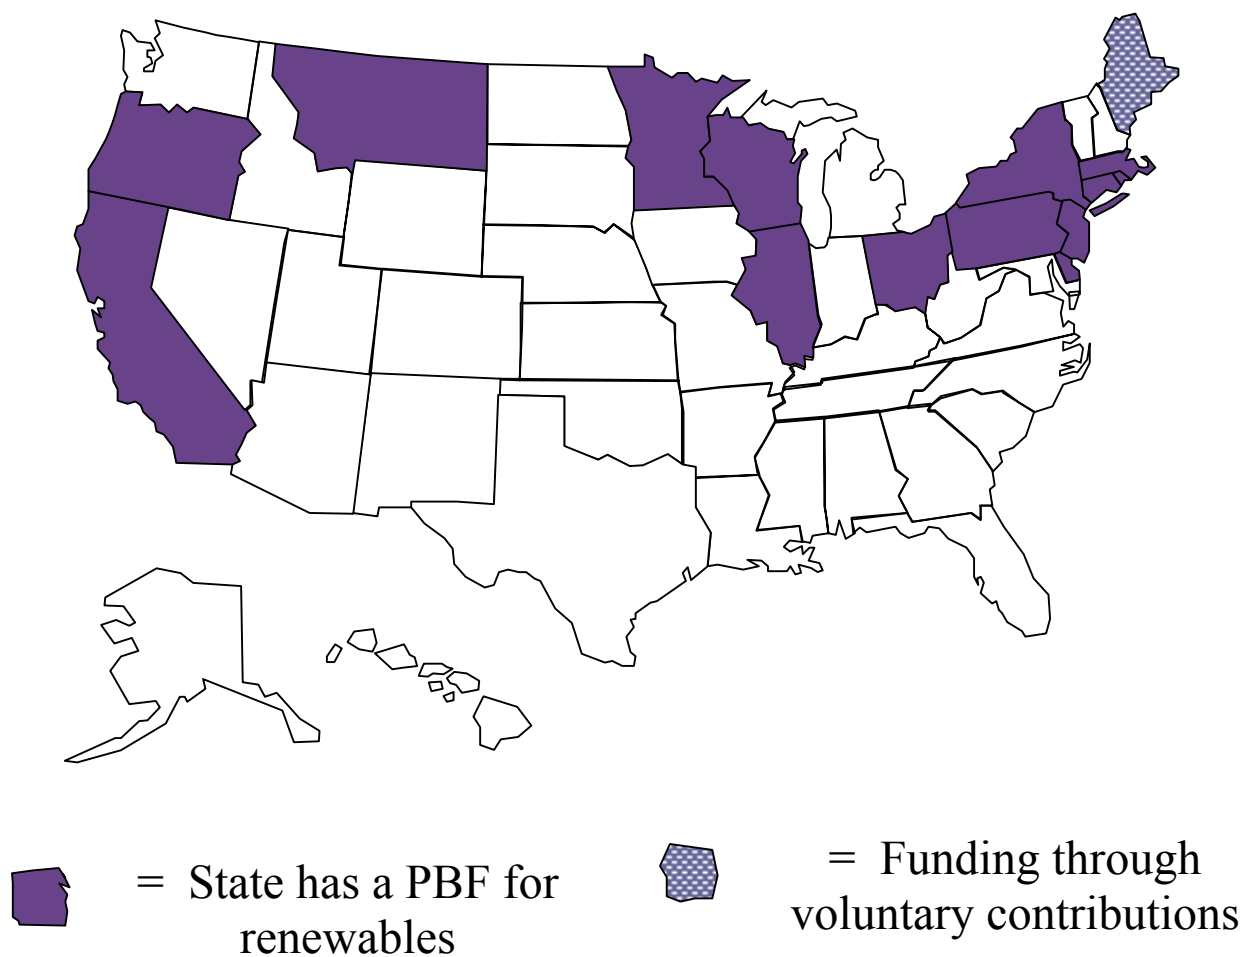 = State has a PBF for
renewables
= Funding through
voluntary contributions